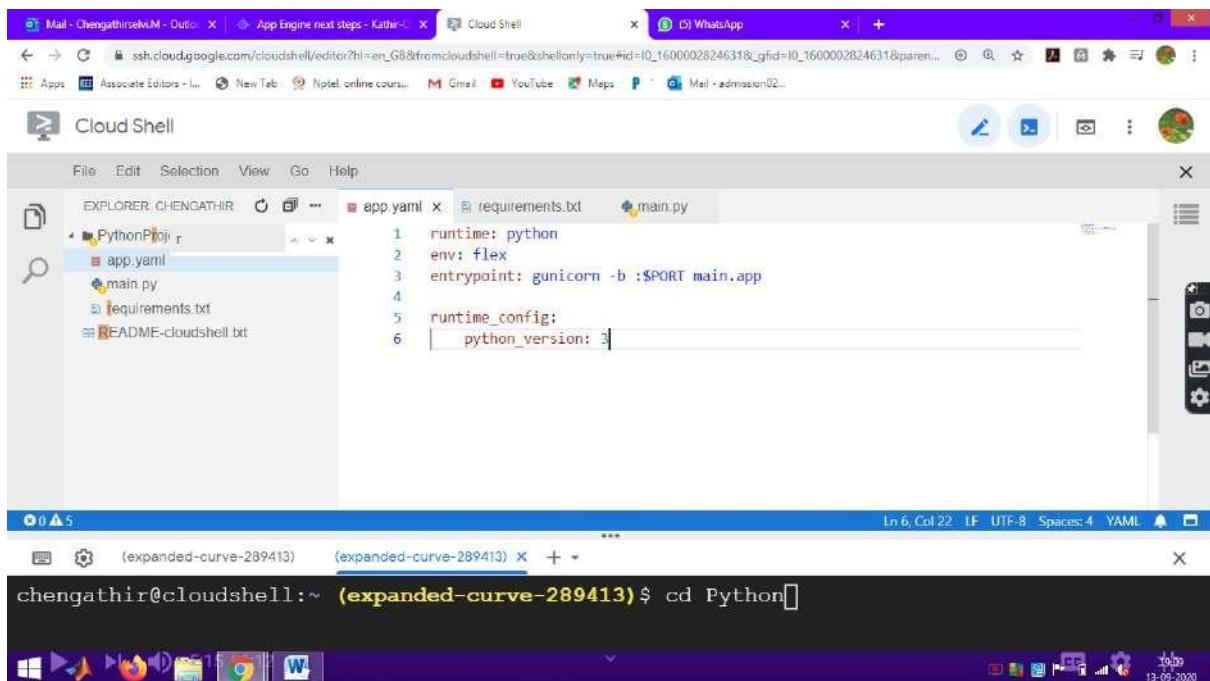 Mail - Chengathirselvi.M - Outloo
App Engine next steps - Kathir-C
Cloud Shell
(5) WhatsApp
ssh.cloud.google.com/cloudshell/editor?hl=en_GB&fromcloudshell=true&shellonly=true#id=I0_1600002824631&_gfid=I0_1600002824631&paren...
Apps
Associate Editors - I...
New Tab
Nptel, online cours...
Gmail
YouTube
Maps
Mail - admission02...
Cloud Shell
File Edit Selection View Go Help
EXPLORER: CHENGATHIR
app.yaml
requirements.txt
main.py
PythonProj
app.yaml
main.py
requirements.txt
README-cloudshell.txt
1 runtime: python
2 env: flex
3 entrypoint: gunicorn -b :$PORT main.app
4
5 runtime_config:
6 python_version: 3
0 5
Ln 6, Col 22 LF UTF-8 Spaces: 4 YAML
(expanded-curve-289413)
(expanded-curve-289413)
chengathir@cloudshell:~ (expanded-curve-289413)$ cd Python
19:09
13-09-2020